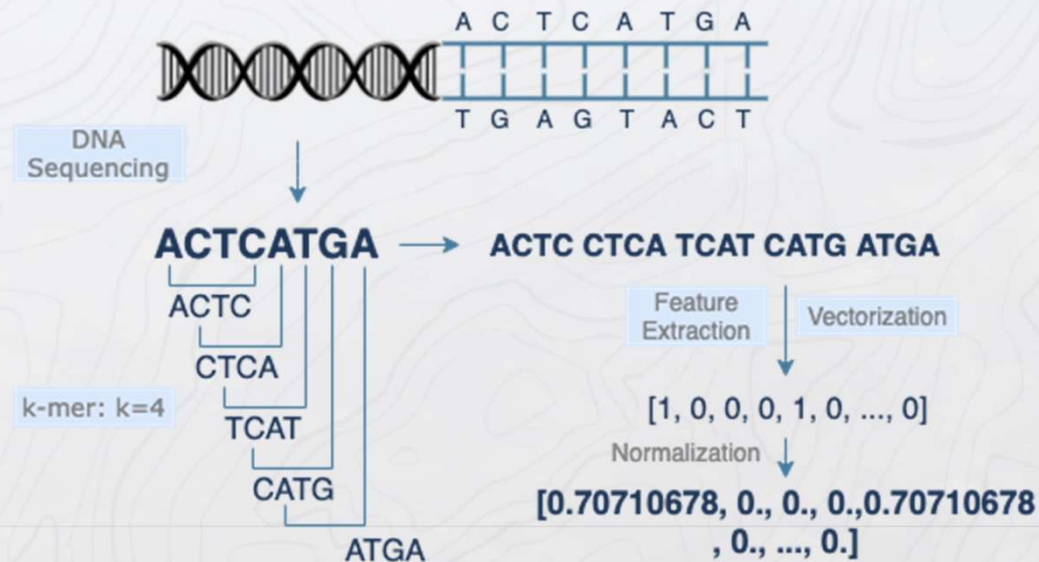 A C T C A T G A
T G A G T A C T
DNA
Sequencing
ACTCATGA
ACTC CTCA TCAT CATG ATGA
ACTC
CTCA
TCAT
CATG
ATGA
k-mer: k=4
Feature
Extraction
Vectorization
[1, 0, 0, 0, 1, 0, ..., 0]
Normalization
[0.70710678, 0., 0., 0.,0.70710678
, 0., ..., 0.]